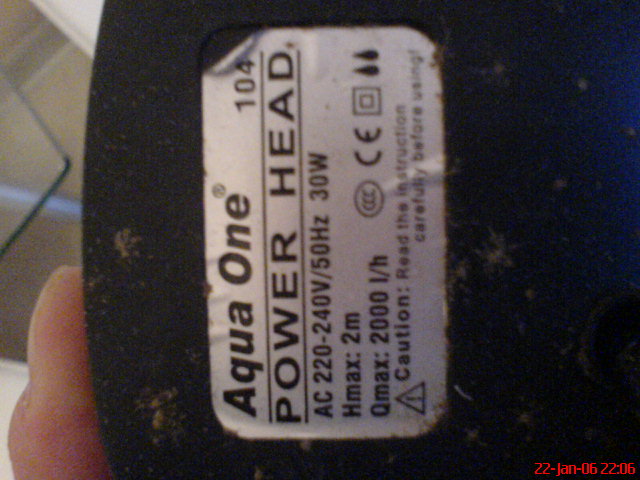 Aqua One® 104
POWER HEAD
AC 220-240V/50Hz 30W
Hmax: 2m
Qmax: 2000 l/h
CCC CE
Caution: Read the instruction
carefully before using!
22-Jan-06 22:06